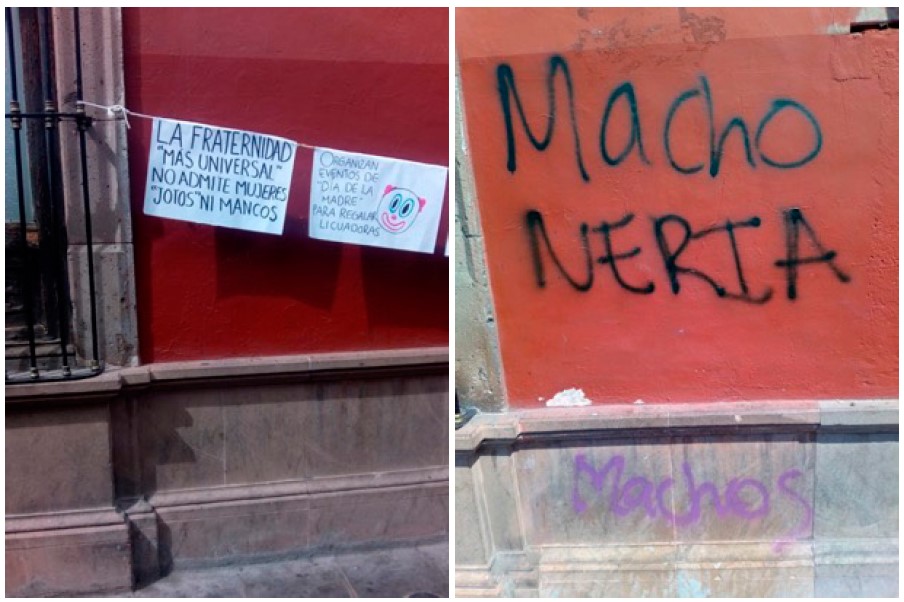 LA FRATERNIDAD
"MÁS UNIVERSAL"
NO ADMITE MUJERES
"JOTOS" NI MANCOS
ORGANIZAN
EVENTOS DE
"DÍA DE LA
MADRE"
PARA REGALAR
LICUADORAS
Macho
NERIA
Machos